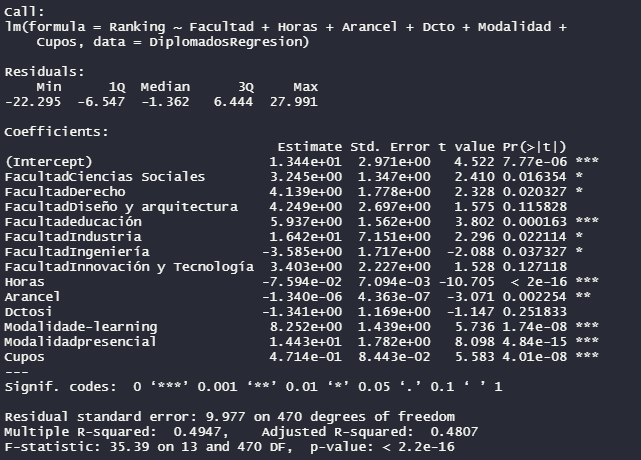 Call:
lm(formula = Ranking ~ Facultad + Horas + Arancel + Dcto + Modalidad +
    Cupos, data = DiplomadosRegresion)

Residuals:
    Min      1Q  Median      3Q     Max
-22.295  -6.547  -1.362   6.444  27.991

Coefficients:
                                  Estimate Std. Error t value Pr(>|t|)
(Intercept)                      1.344e+01  2.971e+00   4.522 7.77e-06 ***
FacultadCiencias Sociales        3.245e+00  1.347e+00   2.410 0.016354 *
FacultadDerecho                  4.139e+00  1.778e+00   2.328 0.020327 *
FacultadDiseño y arquitectura    4.249e+00  2.697e+00   1.575 0.115828
Facultadeducación                5.937e+00  1.562e+00   3.802 0.000163 ***
FacultadIndustria                1.642e+01  7.151e+00   2.296 0.022114 *
FacultadIngeniería              -3.585e+00  1.717e+00  -2.088 0.037327 *
FacultadInnovación y Tecnología  3.403e+00  2.227e+00   1.528 0.127118
Horas                           -7.594e-02  7.094e-03 -10.705  < 2e-16 ***
Arancel                         -1.340e-06  4.363e-07  -3.071 0.002254 **
Dctosi                          -1.341e+00  1.169e+00  -1.147 0.251833
Modalidade-learning              8.252e+00  1.439e+00   5.736 1.74e-08 ***
Modalidadpresencial              1.443e+01  1.782e+00   8.098 4.84e-15 ***
Cupos                            4.714e-01  8.443e-02   5.583 4.01e-08 ***
---
Signif. codes:  0 ‘***’ 0.001 ‘**’ 0.01 ‘*’ 0.05 ‘.’ 0.1 ‘ ’ 1

Residual standard error: 9.977 on 470 degrees of freedom
Multiple R-squared:  0.4947,    Adjusted R-squared:  0.4807
F-statistic: 35.39 on 13 and 470 DF,  p-value: < 2.2e-16